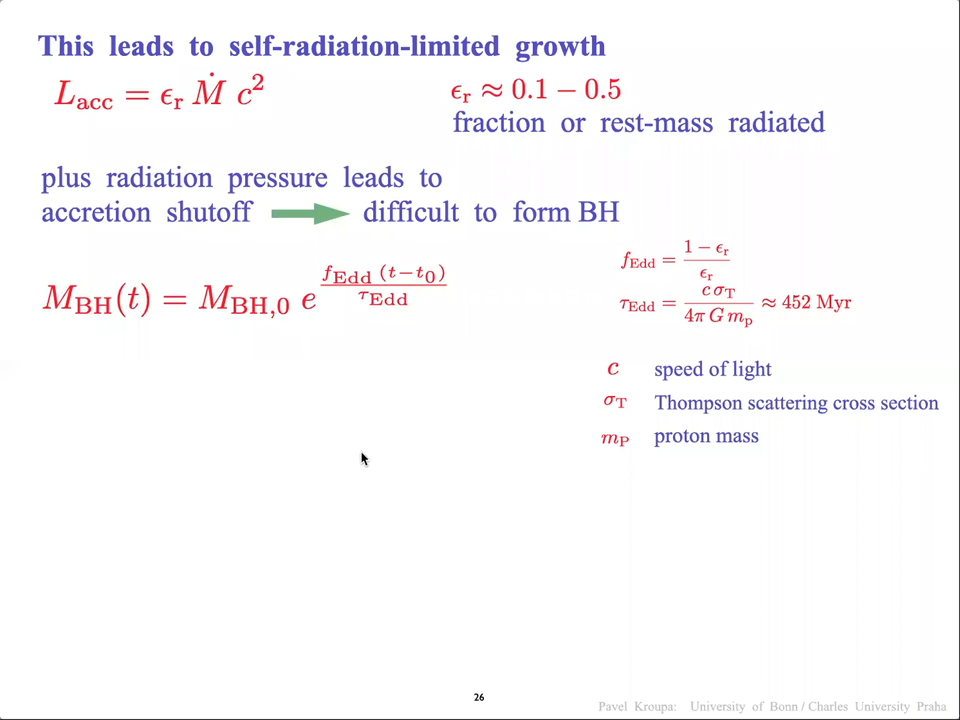 This leads to self-radiation-limited growth
L_acc = ϵ_r Ṁ c²
ϵ_r ≈ 0.1 − 0.5
fraction or rest-mass radiated
plus radiation pressure leads to
accretion shutoff
difficult to form BH
M_BH(t) = M_BH,0 e^(f_Edd (t−t_0) / τ_Edd)
f_Edd = (1 − ϵ_r) / ϵ_r
τ_Edd = c σ_T / (4π G m_p) ≈ 452 Myr
c speed of light
σ_T Thompson scattering cross section
m_P proton mass
26
Pavel Kroupa: University of Bonn / Charles University Praha